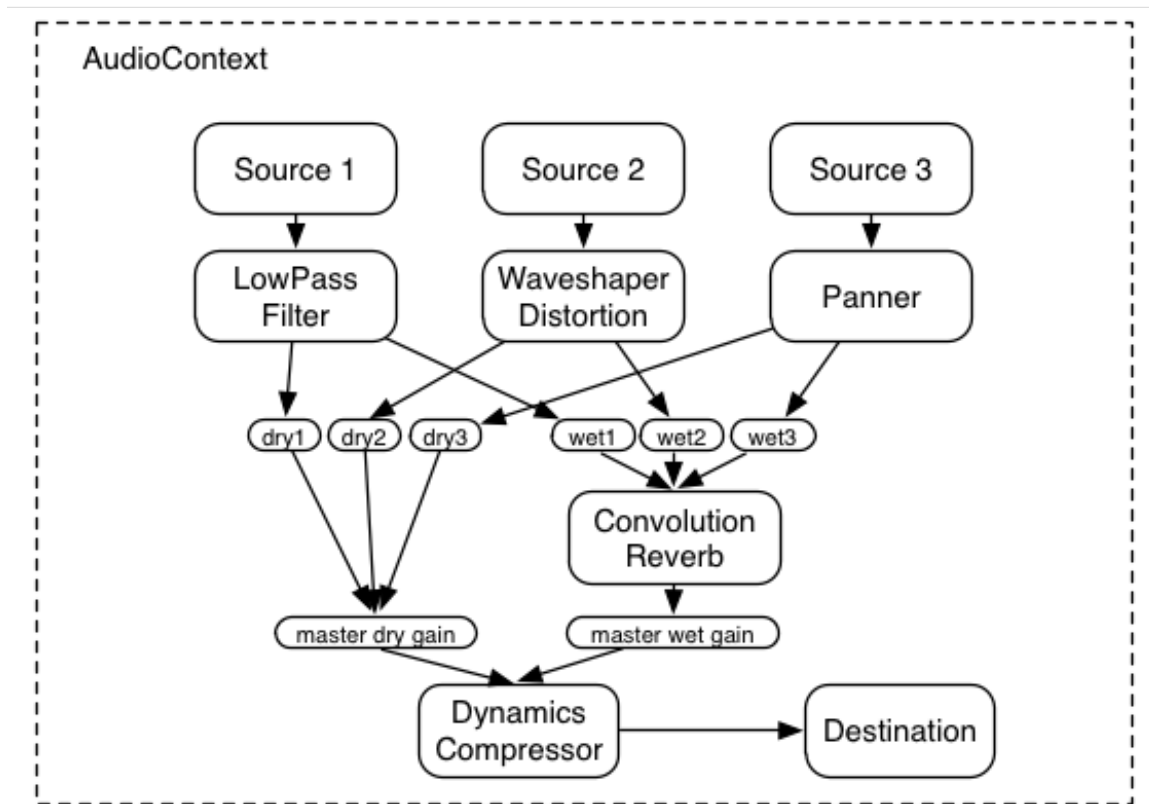 AudioContext
Source 1
Source 2
Source 3
LowPass
Filter
Waveshaper
Distortion
Panner
dry1
dry2
dry3
wet1
wet2
wet3
Convolution
Reverb
master dry gain
master wet gain
Dynamics
Compressor
Destination